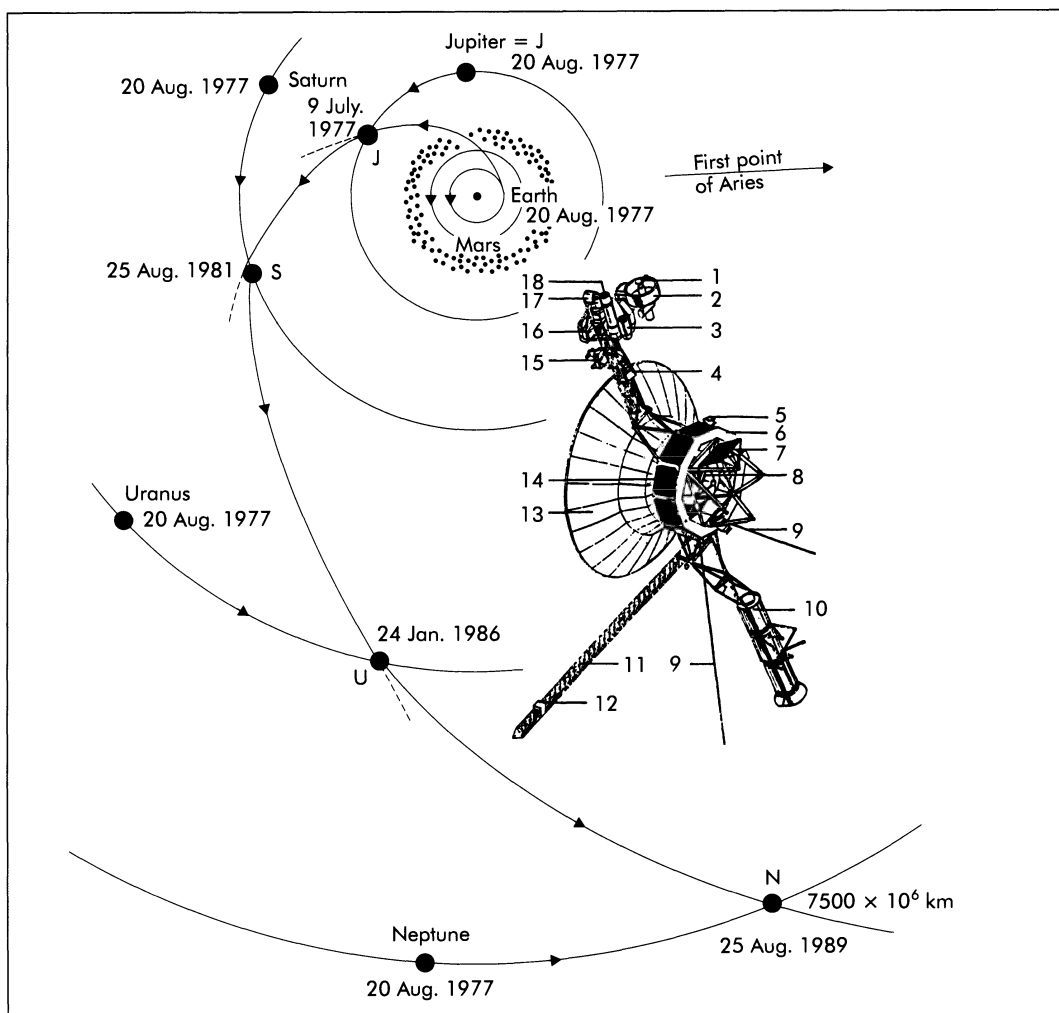 Jupiter = J
20 Aug. 1977
20 Aug. 1977
Saturn
9 July.
1977
J
First point
of Aries
Earth
20 Aug. 1977
Mars
25 Aug. 1981
S
18
17
16
15
1
2
3
4
5
6
7
8
14
13
9
10
11
9
12
Uranus
20 Aug. 1977
24 Jan. 1986
U
N
7500 × 10⁶ km
25 Aug. 1989
Neptune
20 Aug. 1977